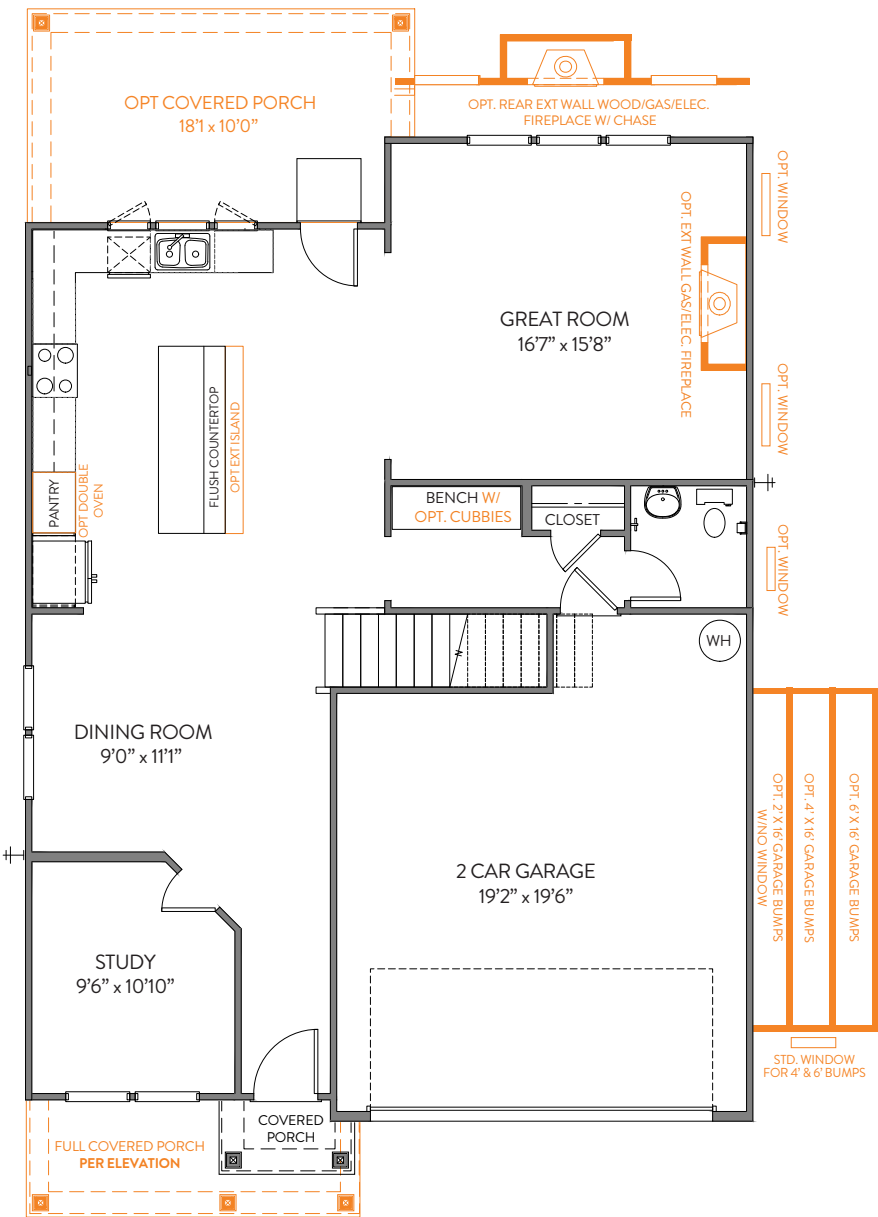 OPT COVERED PORCH
18'1 x 10'0”
OPT. REAR EXT WALL WOOD/GAS/ELEC.
FIREPLACE W/ CHASE
OPT. WINDOW
OPT. EXT WALL GAS/ELEC. FIREPLACE
GREAT ROOM
16'7” x 15'8”
OPT. WINDOW
FLUSH COUNTERTOP
OPT EXT ISLAND
PANTRY
OPT DOUBLE
OVEN
BENCH W/
OPT. CUBBIES
CLOSET
OPT. WINDOW
WH
DINING ROOM
9'0” x 11'1”
2 CAR GARAGE
19'2” x 19'6”
OPT. 2' X 16' GARAGE BUMPS
W/NO WINDOW
OPT. 4' X 16' GARAGE BUMPS
OPT. 6' X 16' GARAGE BUMPS
STUDY
9'6” x 10'10”
STD. WINDOW
FOR 4' & 6' BUMPS
COVERED
PORCH
FULL COVERED PORCH
PER ELEVATION